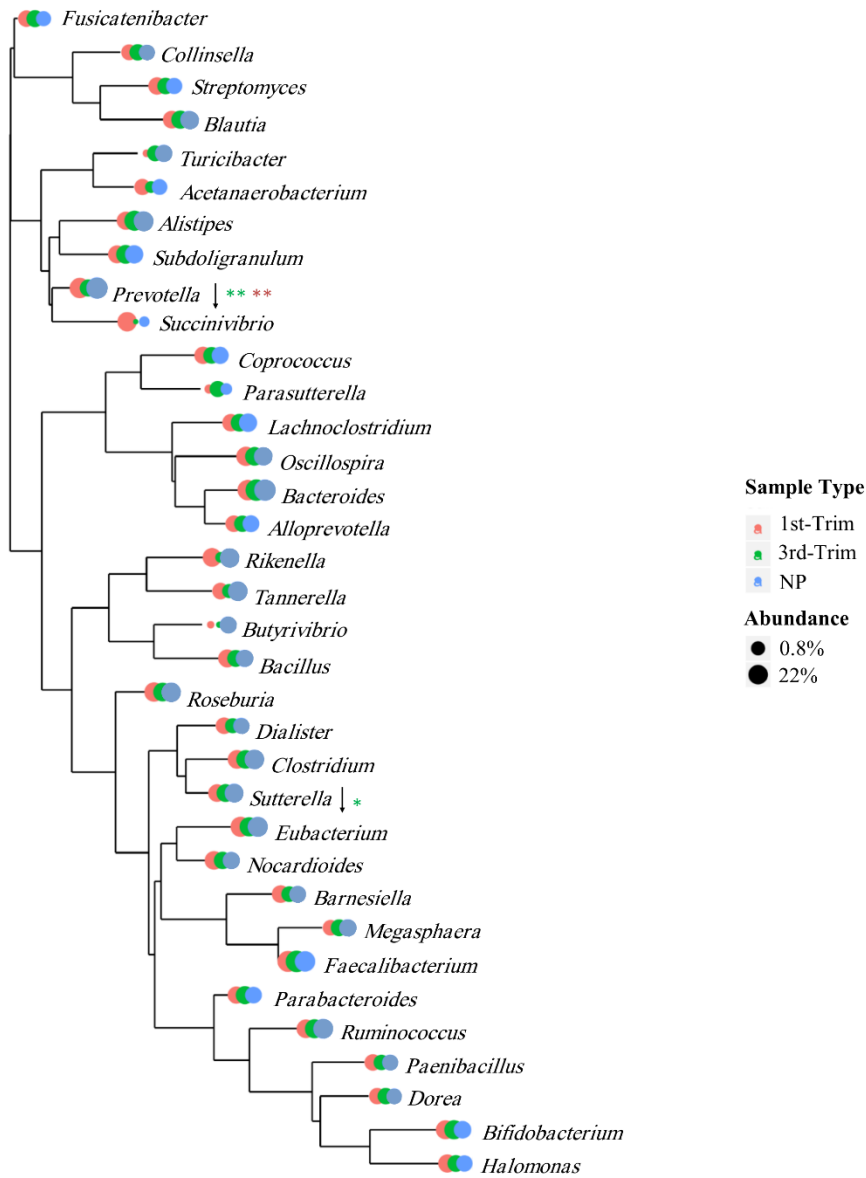 Fusicatenibacter
Collinsella
Streptomyces
Blautia
Turicibacter
Acetanaerobacterium
Alistipes
Subdoligranulum
Prevotella ↓ ** **
Succinivibrio
Coprococcus
Parasutterella
Lachnoclostridium
Oscillospira
Bacteroides
Alloprevotella
Rikenella
Tannerella
Butyrivibrio
Bacillus
Roseburia
Dialister
Clostridium
Sutterella ↓ *
Eubacterium
Nocardioides
Barnesiella
Megasphaera
Faecalibacterium
Parabacteroides
Ruminococcus
Paenibacillus
Dorea
Bifidobacterium
Halomonas
Sample Type
1st-Trim
3rd-Trim
NP
Abundance
0.8%
22%